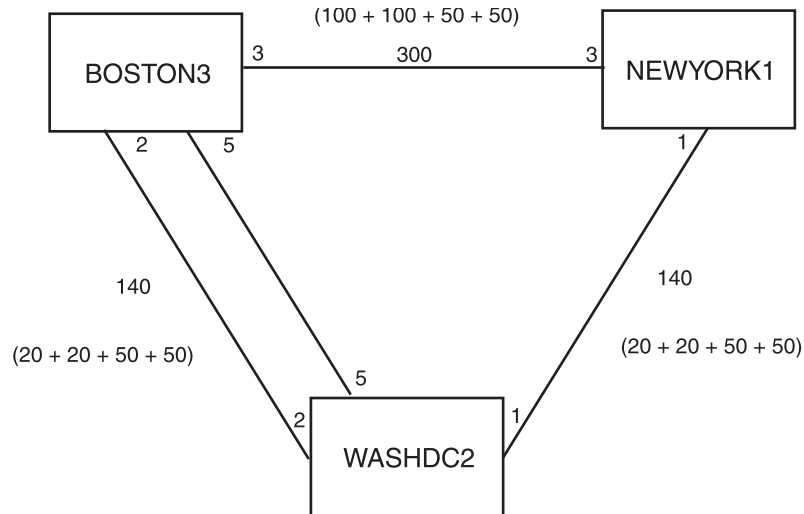 (100 + 100 + 50 + 50)
BOSTON3
3
300
3
NEWYORK1
2
5
1
140
140
(20 + 20 + 50 + 50)
(20 + 20 + 50 + 50)
5
2
1
WASHDC2